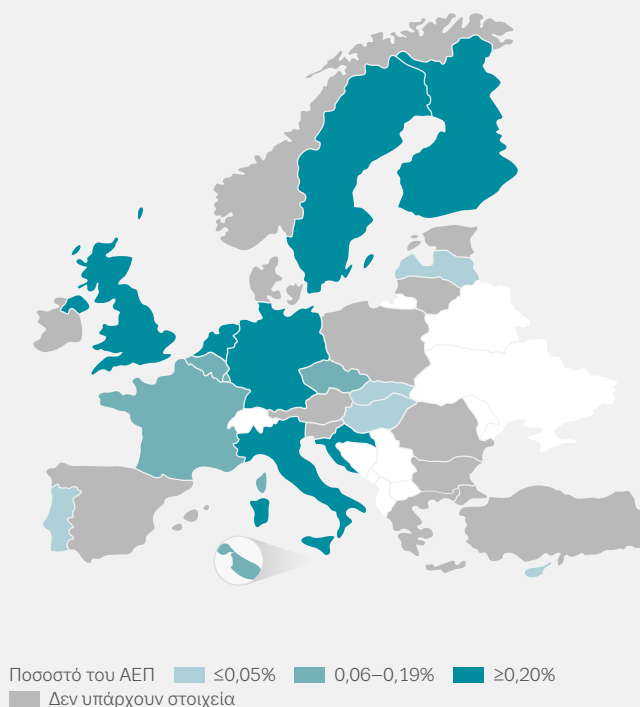 Ποσοστό του ΑΕΠ ≤0,05% 0,06–0,19% ≥0,20%
Δεν υπάρχουν στοιχεία